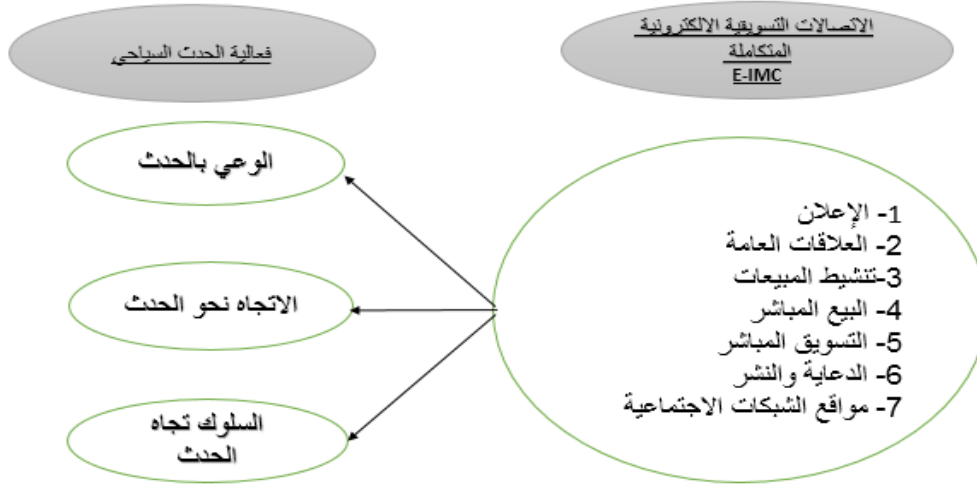 الاتصالات التسويقية الالكترونية
المتكاملة
E-IMC
فعالية الحدث السياحي
1- الإعلان
2- العلاقات العامة
3-تنشيط المبيعات
4- البيع المباشر
5- التسويق المباشر
6- الدعاية والنشر
7- مواقع الشبكات الاجتماعية
الوعي بالحدث
الاتجاه نحو الحدث
السلوك تجاه
الحدث